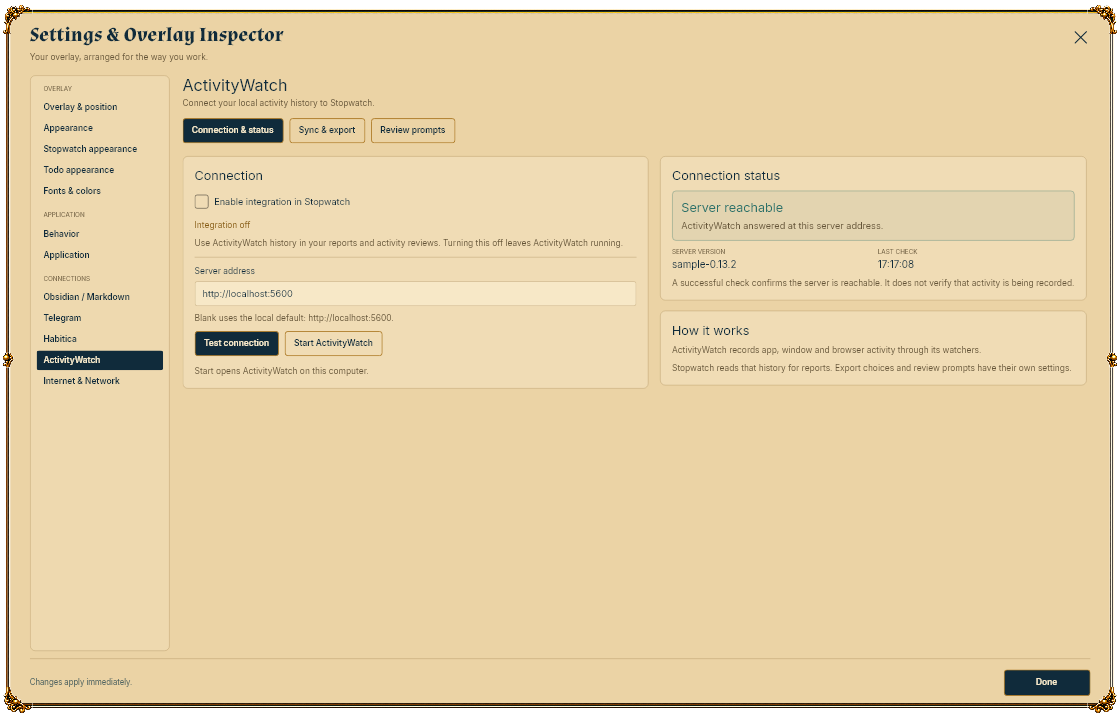 Settings & Overlay Inspector
Your overlay, arranged for the way you work.
OVERLAY
Overlay & position
Appearance
Stopwatch appearance
Todo appearance
Fonts & colors
APPLICATION
Behavior
Application
CONNECTIONS
Obsidian / Markdown
Telegram
Habitica
ActivityWatch
Internet & Network
ActivityWatch
Connect your local activity history to Stopwatch.
Connection & status
Sync & export
Review prompts
Connection
Enable integration in Stopwatch
Integration off
Use ActivityWatch history in your reports and activity reviews. Turning this off leaves ActivityWatch running.
Server address
http://localhost:5600
Blank uses the local default: http://localhost:5600.
Test connection
Start ActivityWatch
Start opens ActivityWatch on this computer.
Connection status
Server reachable
ActivityWatch answered at this server address.
SERVER VERSION
LAST CHECK
sample-0.13.2
17:17:08
A successful check confirms the server is reachable. It does not verify that activity is being recorded.
How it works
ActivityWatch records app, window and browser activity through its watchers.
Stopwatch reads that history for reports. Export choices and review prompts have their own settings.
Changes apply immediately.
Done